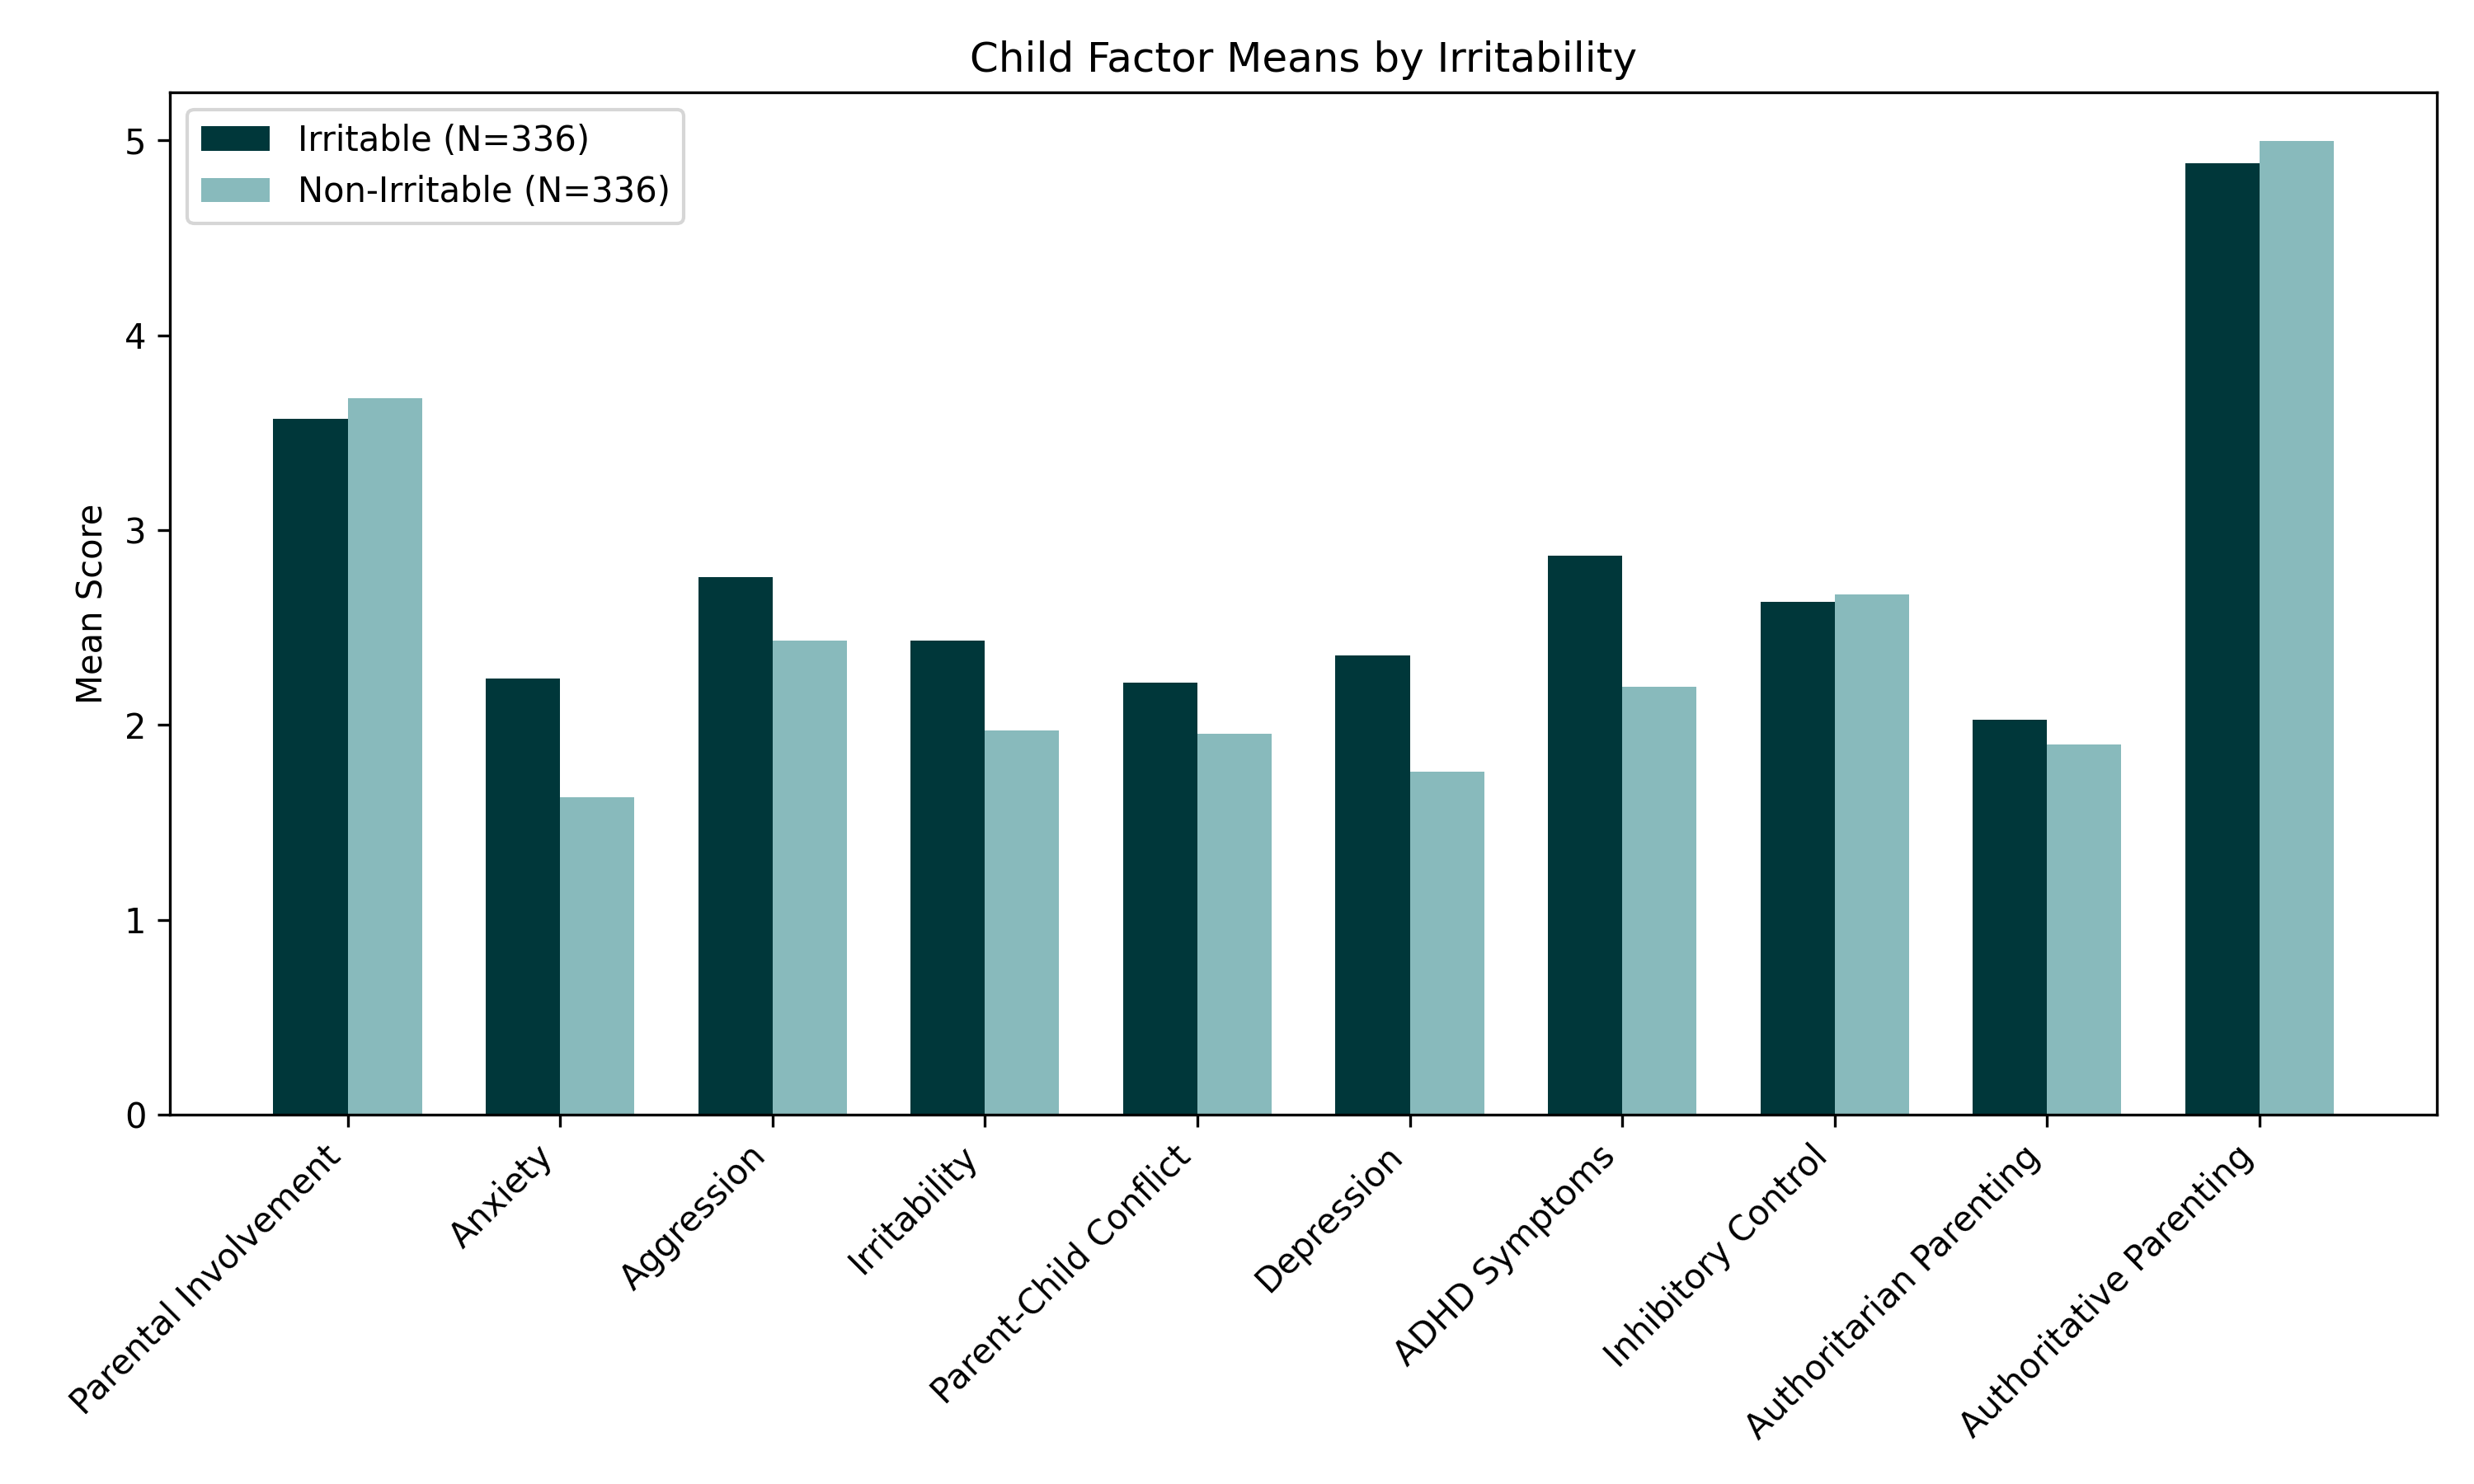 Child Factor Means by Irritability
Irritable (N=336)
Non-Irritable (N=336)
Mean Score
5
4
3
2
1
0
Parental Involvement
Anxiety
Aggression
Irritability
Parent-Child Conflict
Depression
ADHD Symptoms
Inhibitory Control
Authoritarian Parenting
Authoritative Parenting